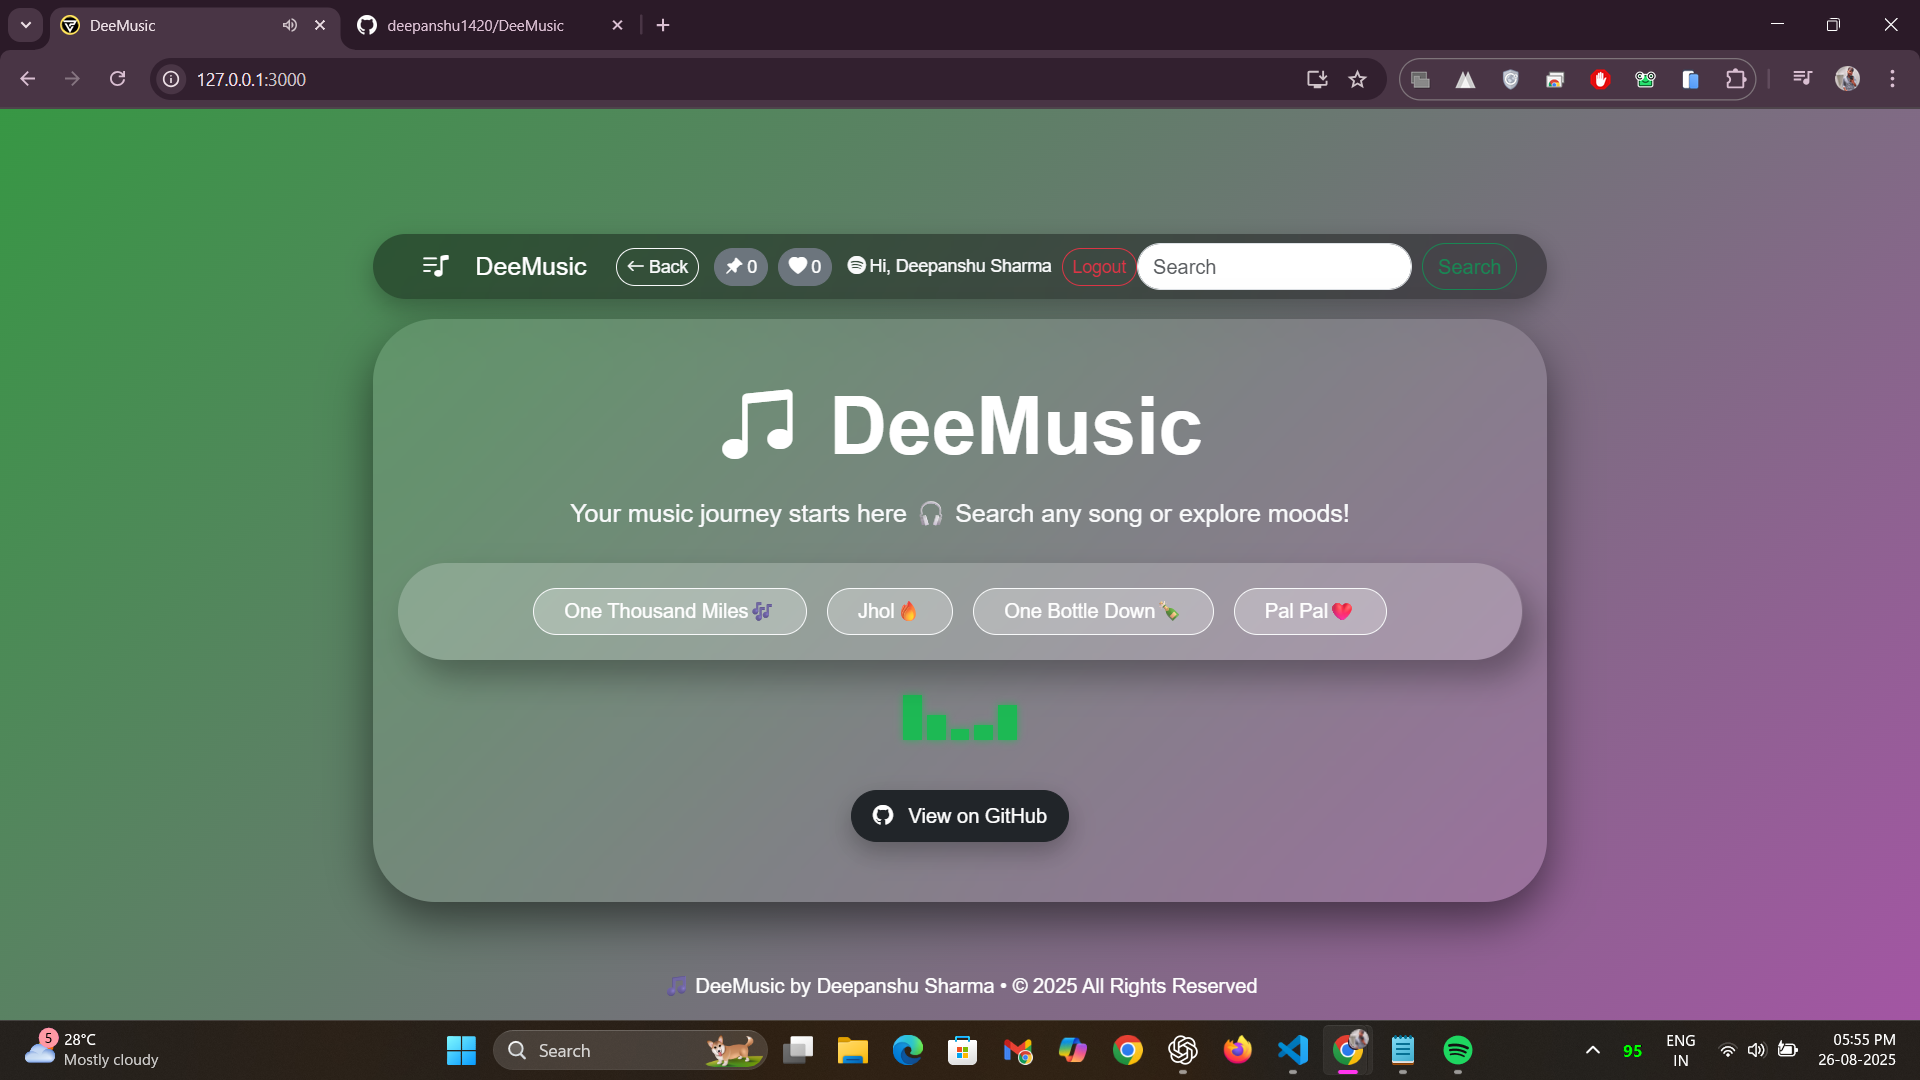 DeeMusic
deepanshu1420/DeeMusic
127.0.0.1:3000
DeeMusic
← Back
0
0
Hi, Deepanshu Sharma
Logout
Search
Search
DeeMusic
Your music journey starts here 🎧 Search any song or explore moods!
One Thousand Miles🎶
Jhol🔥
One Bottle Down🍾
Pal Pal❤️
View on GitHub
🎵 DeeMusic by Deepanshu Sharma • © 2025 All Rights Reserved
5
28°C
Mostly cloudy
Search
95
ENG
IN
05:55 PM
26-08-2025